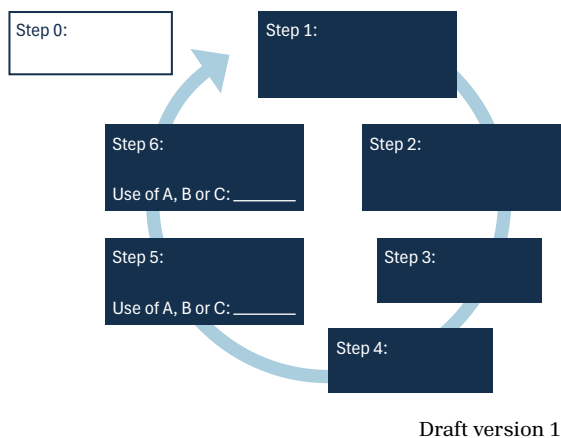 Step 0:
Step 1:
Step 2:
Step 3:
Step 4:
Step 5:
Use of A, B or C: _______
Step 6:
Use of A, B or C: _______
Draft version 1